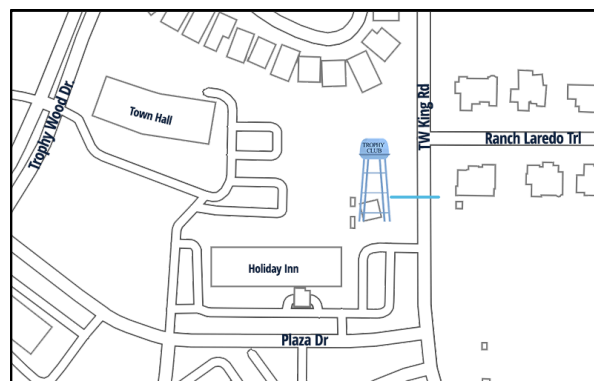 Trophy Wood Dr.
Town Hall
TW King Rd
TROPHY
CLUB
Ranch Laredo Trl
Holiday Inn
Plaza Dr